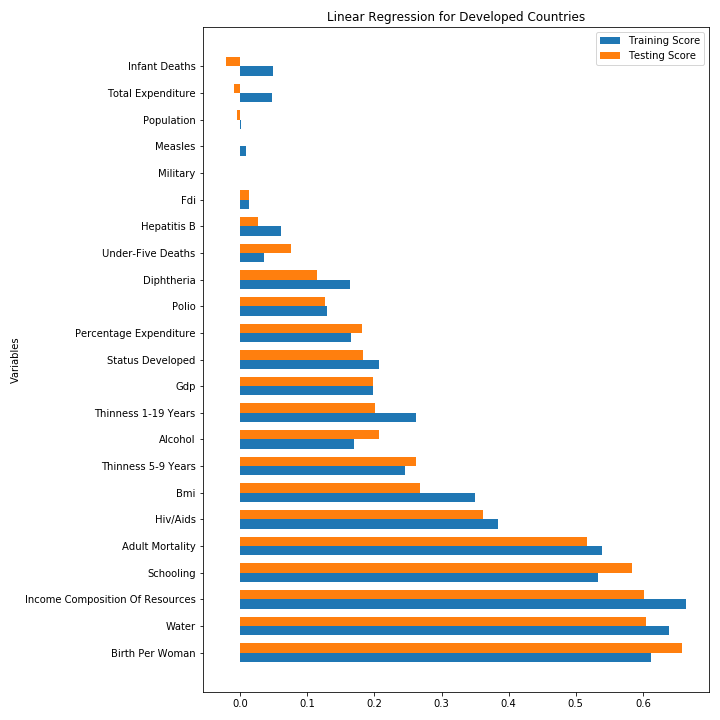 Linear Regression for Developed Countries
Training Score
Testing Score
Infant Deaths
Total Expenditure
Population
Measles
Military
Fdi
Hepatitis B
Under-Five Deaths
Diphtheria
Polio
Percentage Expenditure
Status Developed
Gdp
Thinness 1-19 Years
Alcohol
Thinness 5-9 Years
Bmi
Hiv/Aids
Adult Mortality
Schooling
Income Composition Of Resources
Water
Birth Per Woman
Variables
0.0 0.1 0.2 0.3 0.4 0.5 0.6